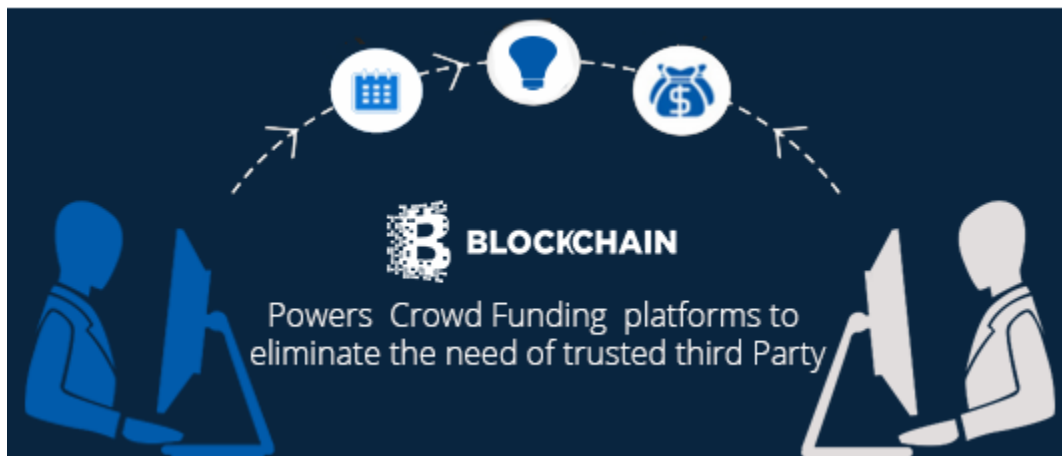 BLOCKCHAIN
Powers Crowd Funding platforms to
eliminate the need of trusted third Party